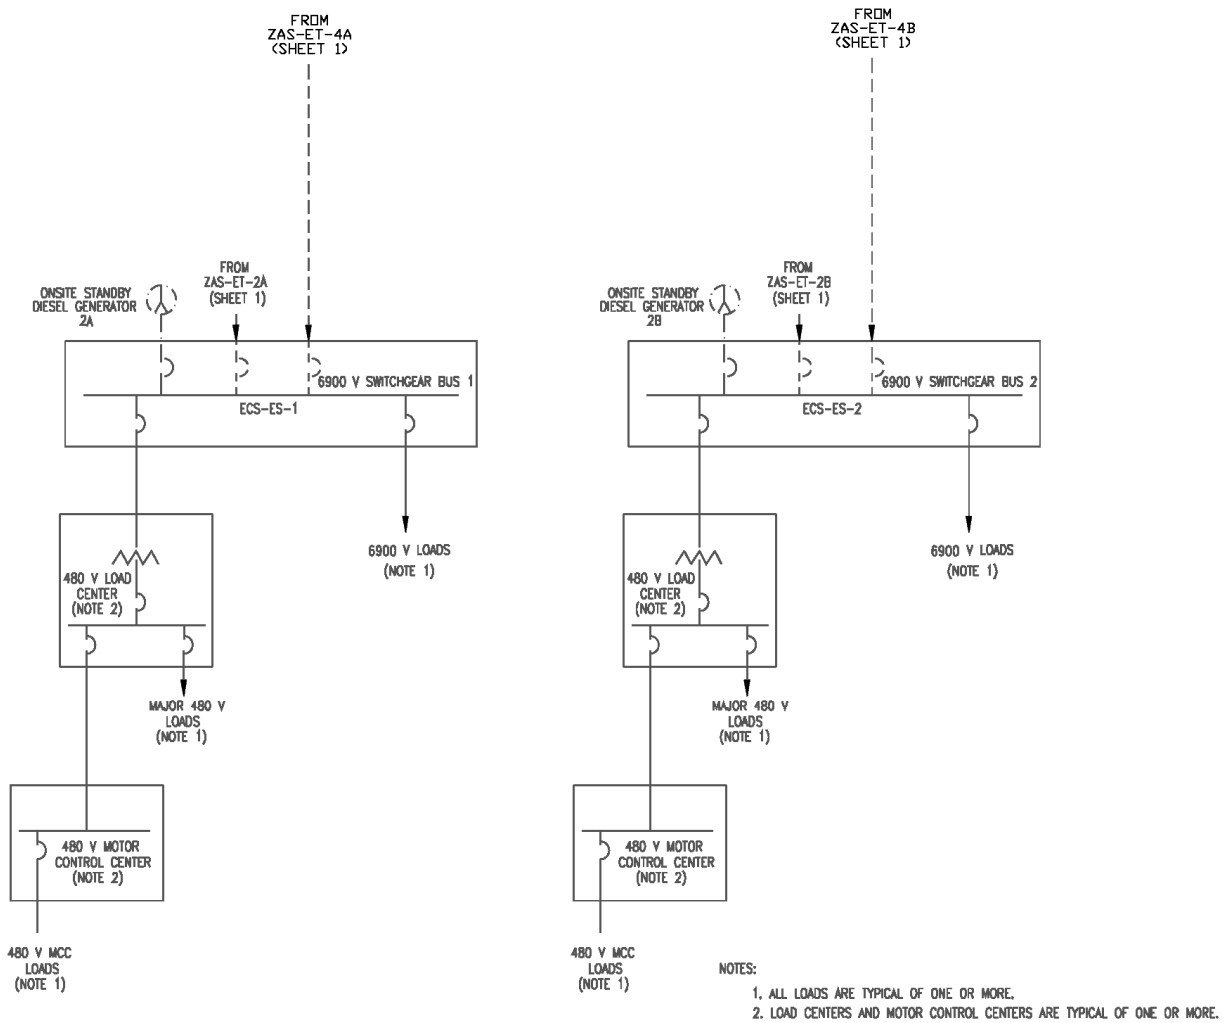 FROM
ZAS-ET-4A
(SHEET 1)
FROM
ZAS-ET-4B
(SHEET 1)
FROM
ZAS-ET-2A
(SHEET 1)
ONSITE STANDBY
DIESEL GENERATOR
2A
6900 V SWITCHGEAR BUS 1
ECS-ES-1
6900 V LOADS
(NOTE 1)
480 V LOAD
CENTER
(NOTE 2)
MAJOR 480 V
LOADS
(NOTE 1)
480 V MOTOR
CONTROL CENTER
(NOTE 2)
480 V MCC
LOADS
(NOTE 1)
FROM
ZAS-ET-2B
(SHEET 1)
ONSITE STANDBY
DIESEL GENERATOR
2B
6900 V SWITCHGEAR BUS 2
ECS-ES-2
6900 V LOADS
(NOTE 1)
480 V LOAD
CENTER
(NOTE 2)
MAJOR 480 V
LOADS
(NOTE 1)
480 V MOTOR
CONTROL CENTER
(NOTE 2)
480 V MCC
LOADS
(NOTE 1)
NOTES:
1. ALL LOADS ARE TYPICAL OF ONE OR MORE.
2. LOAD CENTERS AND MOTOR CONTROL CENTERS ARE TYPICAL OF ONE OR MORE.